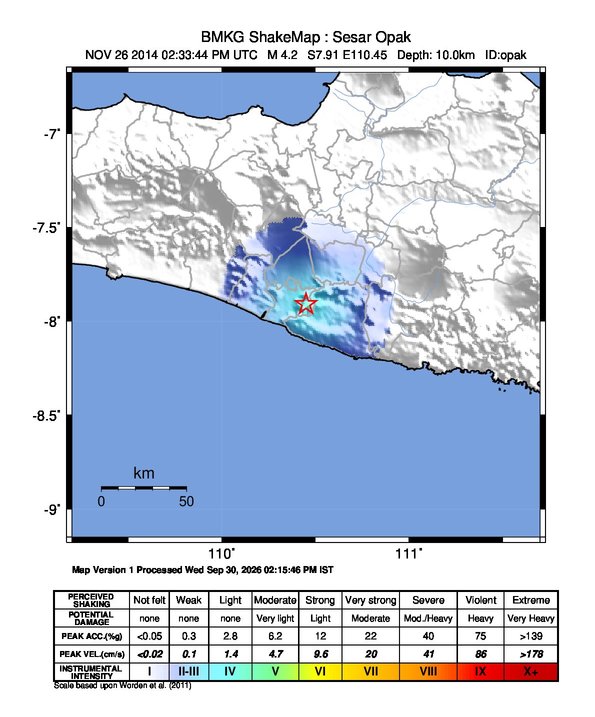 BMKG ShakeMap : Sesar Opak
NOV 26 2014 02:33:44 PM UTC M 4.2 S7.91 E110.45 Depth: 10.0km ID:opak
-7°
-7.5°
-8°
-8.5°
-9°
km
0 50
110° 111°
Map Version 1 Processed Wed Sep 30, 2026 02:15:46 PM IST
PERCEIVED SHAKING Not felt Weak Light Moderate Strong Very strong Severe Violent Extreme
POTENTIAL DAMAGE none none none Very light Light Moderate Mod./Heavy Heavy Very Heavy
PEAK ACC.(%g) <0.05 0.3 2.8 6.2 12 22 40 75 >139
PEAK VEL.(cm/s) <0.02 0.1 1.4 4.7 9.6 20 41 86 >178
INSTRUMENTAL INTENSITY I II-III IV V VI VII VIII IX X+
Scale based upon Worden et al. (2011)